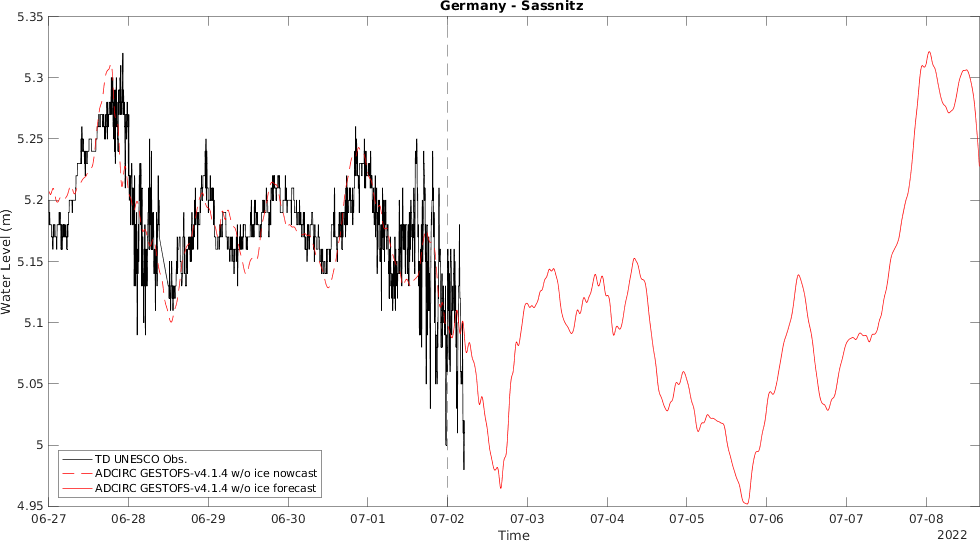 Germany - Sassnitz
Water Level (m)
5.35
5.3
5.25
5.2
5.15
5.1
5.05
5
4.95
TD UNESCO Obs.
ADCIRC GESTOFS-v4.1.4 w/o ice nowcast
ADCIRC GESTOFS-v4.1.4 w/o ice forecast
06-27 06-28 06-29 06-30 07-01 07-02 07-03 07-04 07-05 07-06 07-07 07-08
Time
2022